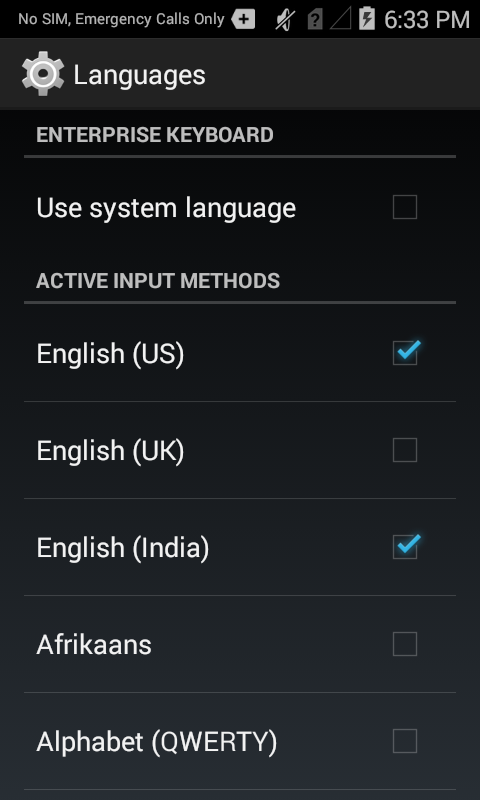 No SIM, Emergency Calls Only 6:33 PM
Languages
ENTERPRISE KEYBOARD
Use system language
ACTIVE INPUT METHODS
English (US)
English (UK)
English (India)
Afrikaans
Alphabet (QWERTY)